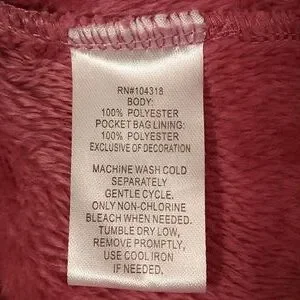 RN#104318
BODY:
100% POLYESTER
POCKET BAG LINING:
100% POLYESTER
EXCLUSIVE OF DECORATION
MACHINE WASH COLD
SEPARATELY
GENTLE CYCLE,
ONLY NON-CHLORINE
BLEACH WHEN NEEDED.
TUMBLE DRY LOW,
REMOVE PROMPTLY,
USE COOL IRON
IF NEEDED.